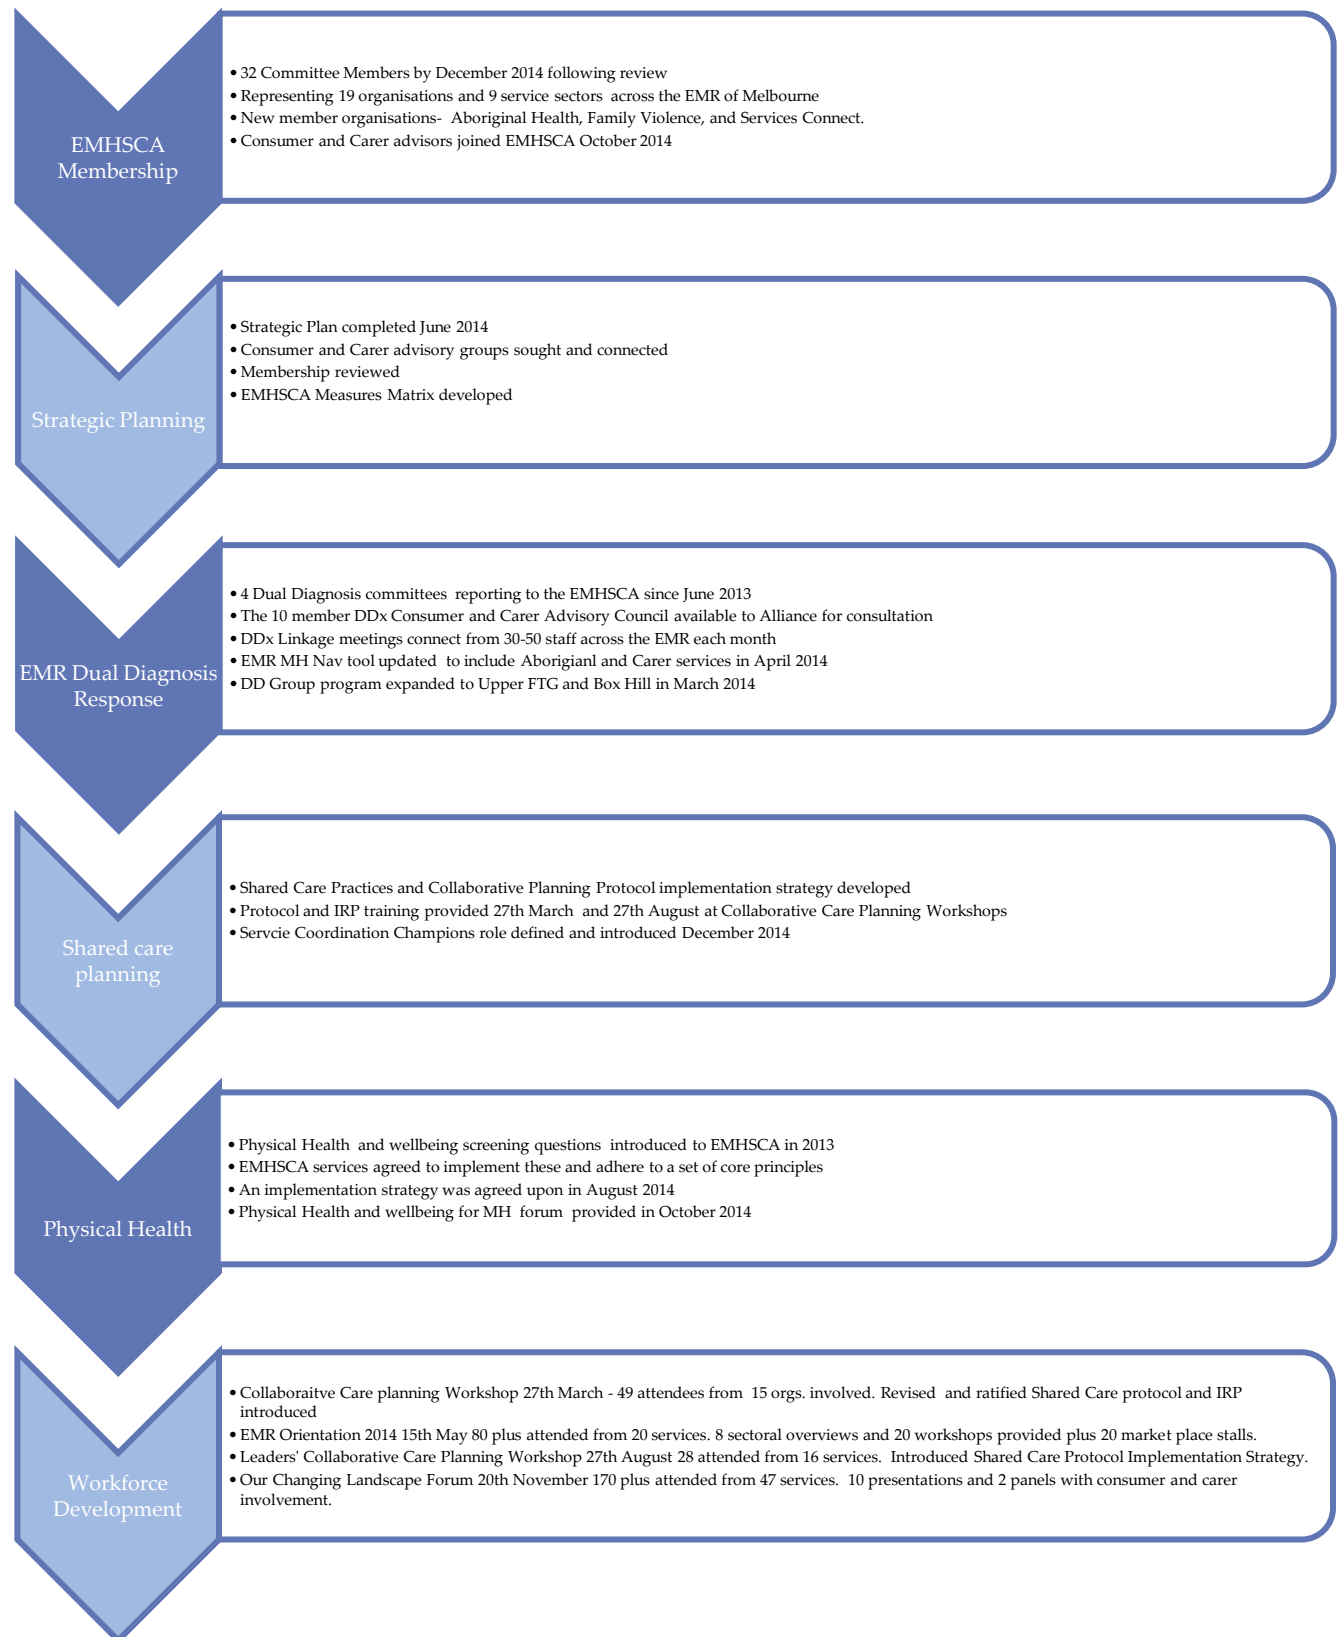 EMHSCA
Membership
• 32 Committee Members by December 2014 following review
• Representing 19 organisations and 9 service sectors across the EMR of Melbourne
• New member organisations- Aboriginal Health, Family Violence, and Services Connect.
• Consumer and Carer advisors joined EMHSCA October 2014
Strategic Planning
• Strategic Plan completed June 2014
• Consumer and Carer advisory groups sought and connected
• Membership reviewed
• EMHSCA Measures Matrix developed
EMR Dual Diagnosis
Response
• 4 Dual Diagnosis committees reporting to the EMHSCA since June 2013
• The 10 member DDx Consumer and Carer Advisory Council available to Alliance for consultation
• DDx Linkage meetings connect from 30-50 staff across the EMR each month
• EMR MH Nav tool updated to include Aborigianl and Carer services in April 2014
• DD Group program expanded to Upper FTG and Box Hill in March 2014
Shared care
planning
• Shared Care Practices and Collaborative Planning Protocol implementation strategy developed
• Protocol and IRP training provided 27th March and 27th August at Collaborative Care Planning Workshops
• Servcie Coordination Champions role defined and introduced December 2014
Physical Health
• Physical Health and wellbeing screening questions introduced to EMHSCA in 2013
• EMHSCA services agreed to implement these and adhere to a set of core principles
• An implementation strategy was agreed upon in August 2014
• Physical Health and wellbeing for MH forum provided in October 2014
Workforce
Development
• Collaboraitve Care planning Workshop 27th March - 49 attendees from 15 orgs. involved. Revised and ratified Shared Care protocol and IRP
introduced
• EMR Orientation 2014 15th May 80 plus attended from 20 services. 8 sectoral overviews and 20 workshops provided plus 20 market place stalls.
• Leaders' Collaborative Care Planning Workshop 27th August 28 attended from 16 services. Introduced Shared Care Protocol Implementation Strategy.
• Our Changing Landscape Forum 20th November 170 plus attended from 47 services. 10 presentations and 2 panels with consumer and carer
involvement.